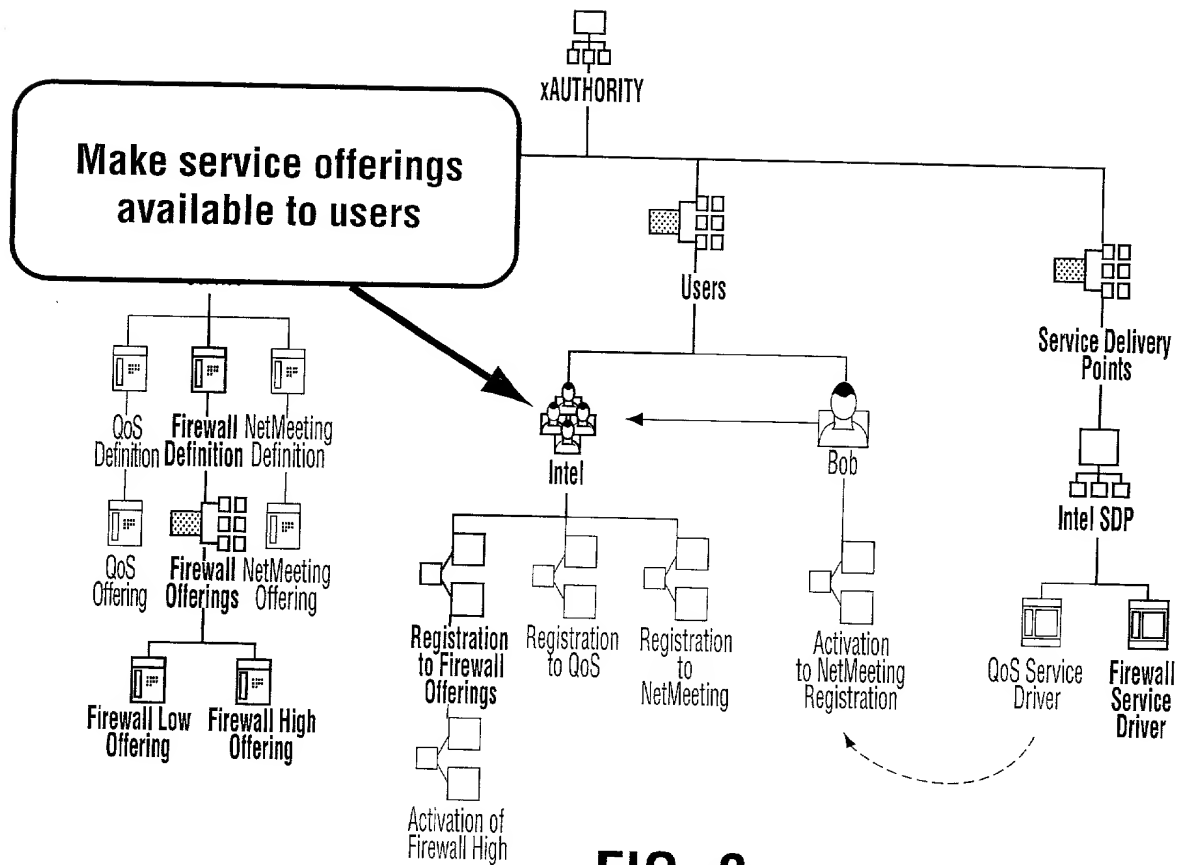 xAUTHORITY
Make service offerings
available to users
Users
Service Delivery
Points
QoS
Definition
Firewall
Definition
NetMeeting
Definition
Intel
Bob
Intel SDP
QoS
Offering
Firewall
Offerings
NetMeeting
Offering
Registration
to Firewall
Offerings
Registration
to QoS
Registration
to
NetMeeting
Activation
to NetMeeting
Registration
QoS Service
Driver
Firewall
Service
Driver
Firewall Low
Offering
Firewall High
Offering
Activation of
Firewall High